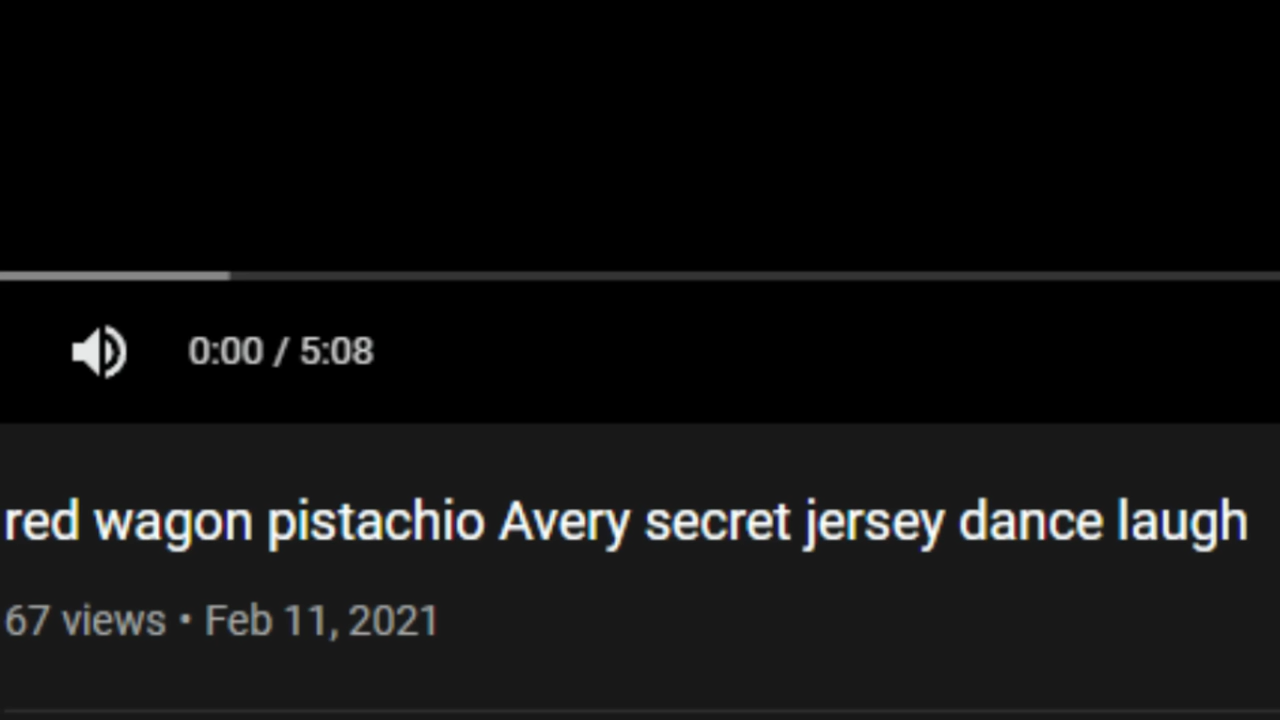 0:00 / 5:08
red wagon pistachio Avery secret jersey dance laugh
67 views • Feb 11, 2021